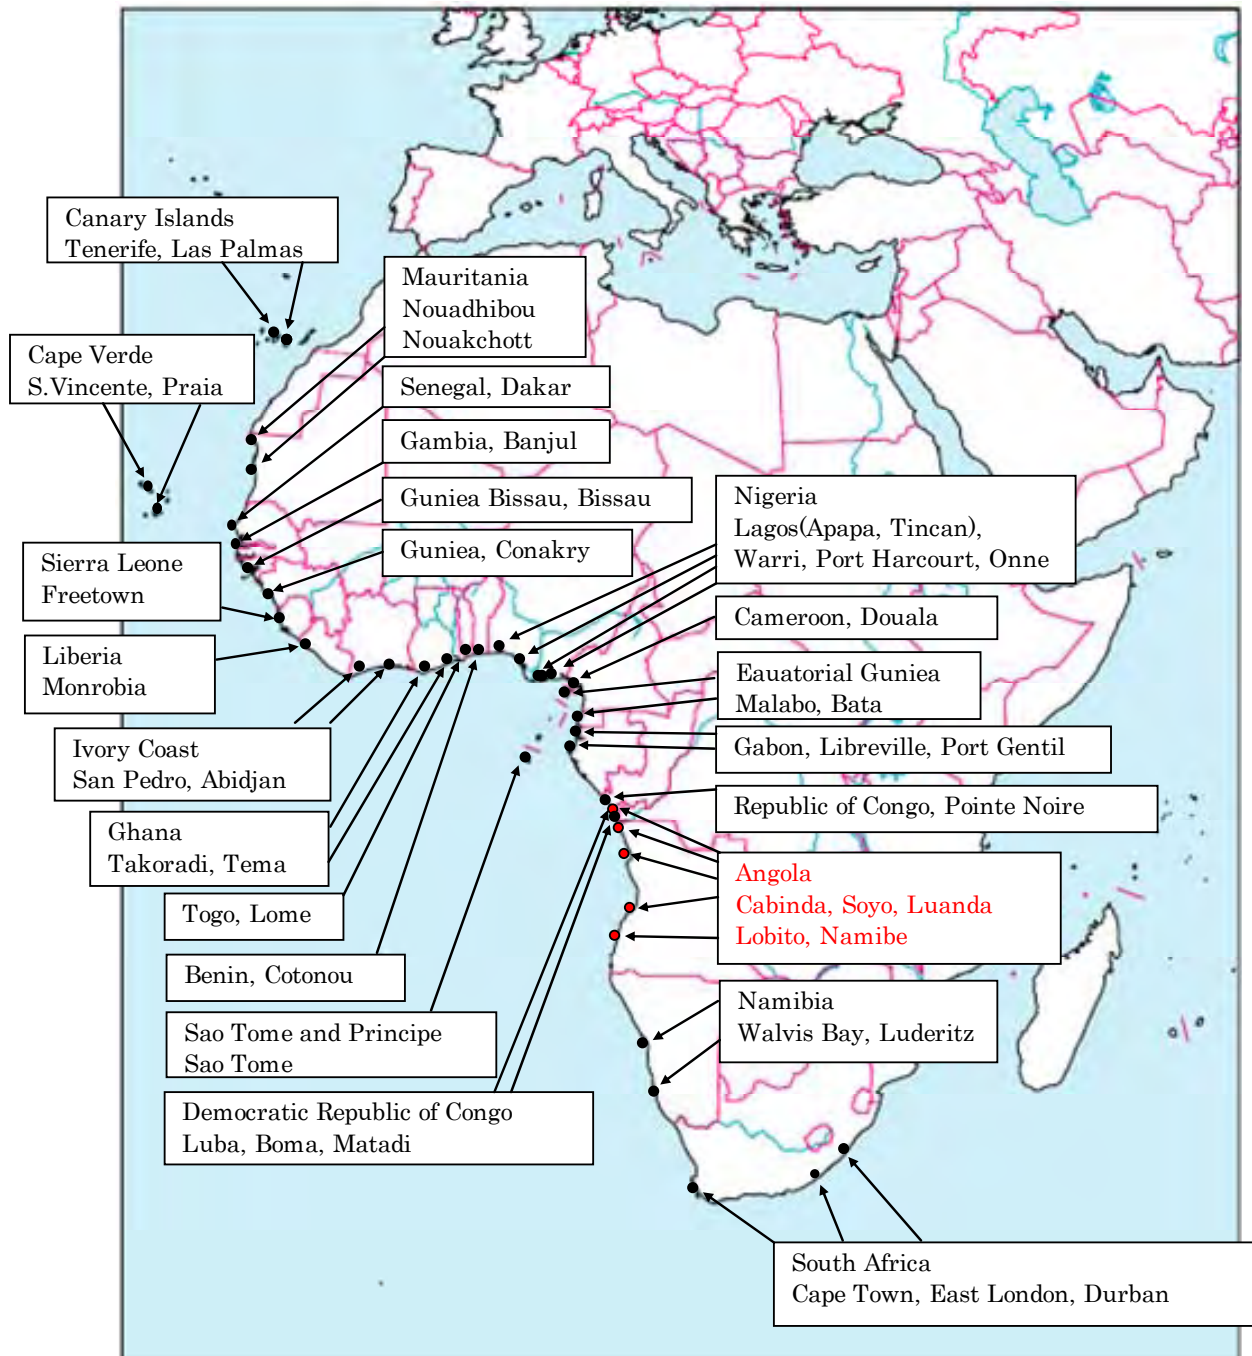 Canary Islands
Tenerife, Las Palmas
Cape Verde
S.Vincente, Praia
Mauritania
Nouadhibou
Nouakchott
Senegal, Dakar
Gambia, Banjul
Guniea Bissau, Bissau
Guniea, Conakry
Sierra Leone
Freetown
Liberia
Monrobia
Ivory Coast
San Pedro, Abidjan
Ghana
Takoradi, Tema
Togo, Lome
Benin, Cotonou
Sao Tome and Principe
Sao Tome
Democratic Republic of Congo
Luba, Boma, Matadi
Nigeria
Lagos(Apapa, Tincan),
Warri, Port Harcourt, Onne
Cameroon, Douala
Eauatorial Guniea
Malabo, Bata
Gabon, Libreville, Port Gentil
Republic of Congo, Pointe Noire
Angola
Cabinda, Soyo, Luanda
Lobito, Namibe
Namibia
Walvis Bay, Luderitz
South Africa
Cape Town, East London, Durban